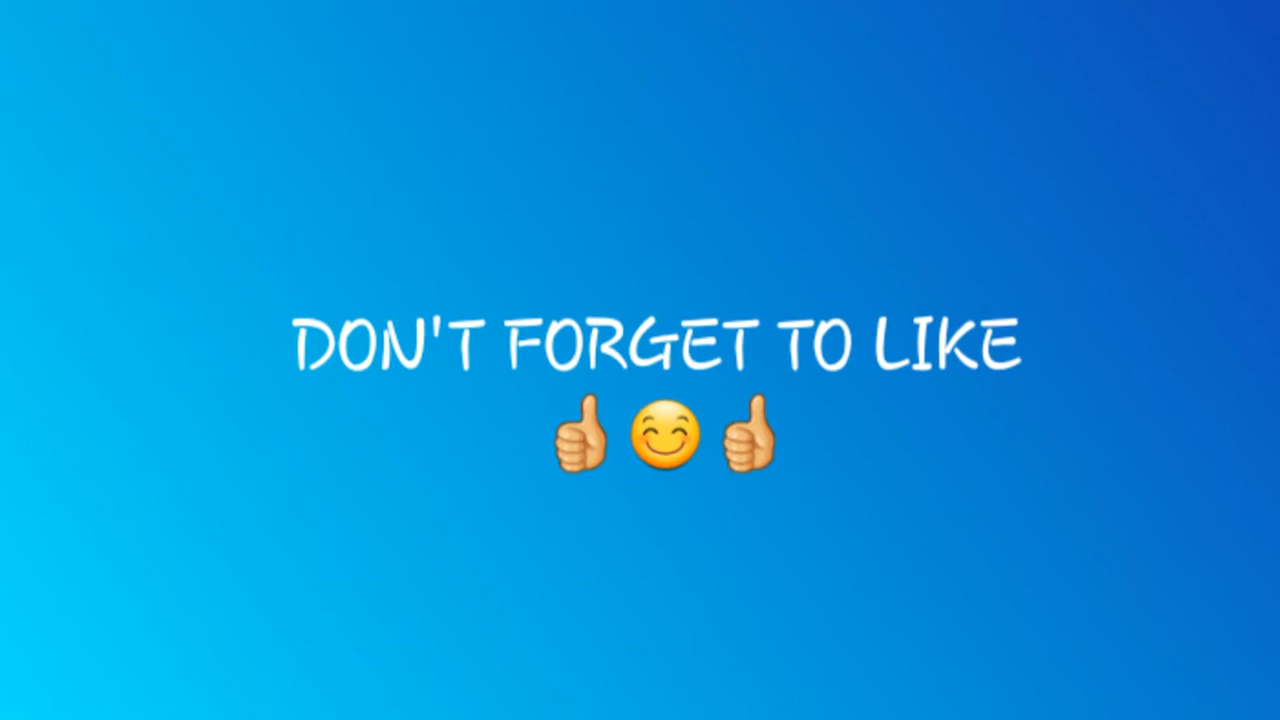 DON'T FORGET TO LIKE
👍🏼😊👍🏼